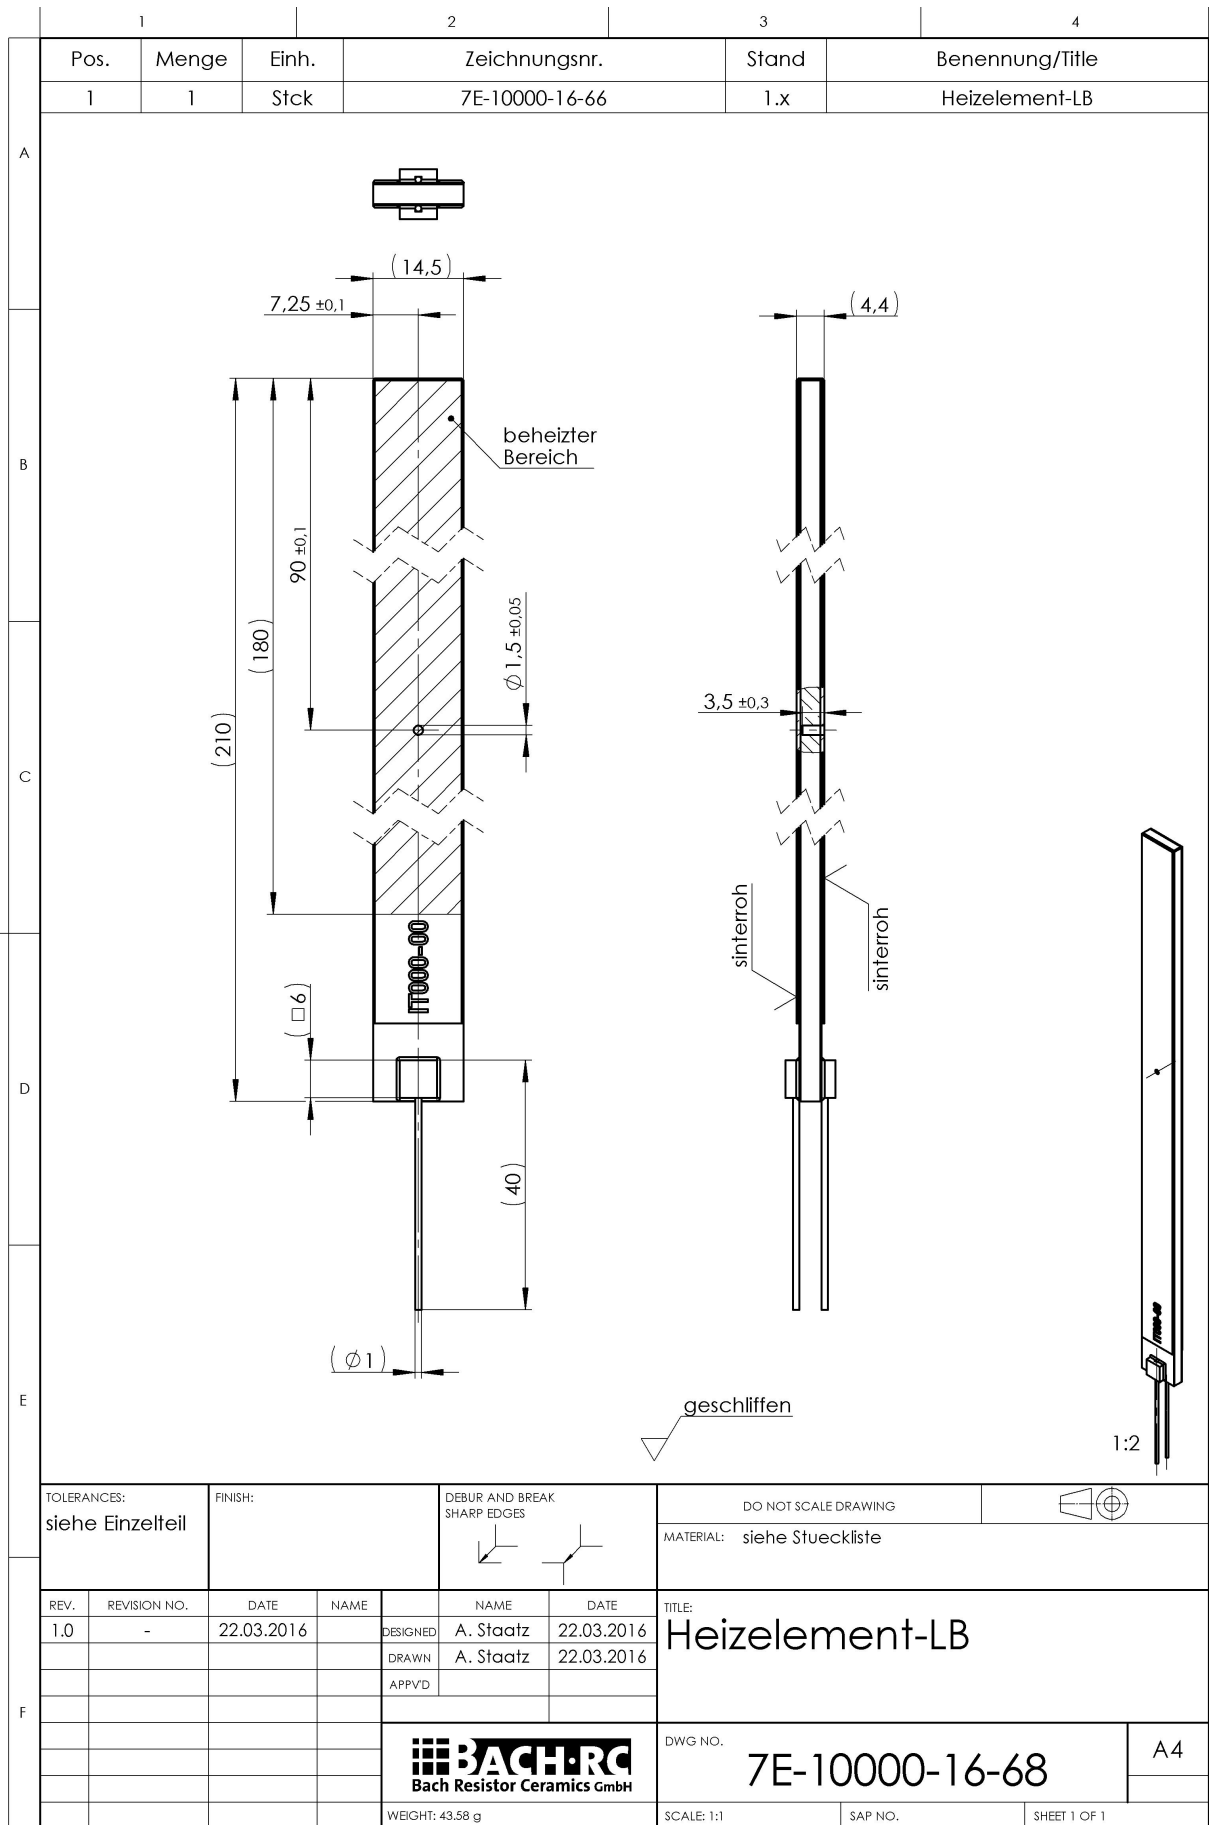 1 2 3 4
Pos. Menge Einh. Zeichnungsnr. Stand Benennung/Title
1 1 Stck 7E-10000-16-66 1.x Heizelement-LB
A
B
C
D
E
F
(14,5)
7,25 ±0,1
(4,4)
beheizter
Bereich
90 ±0,1
(180)
(210)
Ø1,5 ±0,05
3,5 ±0,3
sinterroh
sinterroh
(□6)
(40)
(Ø1)
geschliffen
1:2
TOLERANCES:
siehe Einzelteil
FINISH:
DEBUR AND BREAK
SHARP EDGES
DO NOT SCALE DRAWING
MATERIAL: siehe Stueckliste
REV. REVISION NO. DATE NAME
1.0 - 22.03.2016
NAME DATE
DESIGNED A. Staatz 22.03.2016
DRAWN A. Staatz 22.03.2016
APPV'D
TITLE:
Heizelement-LB
BACH·RC
Bach Resistor Ceramics GmbH
DWG NO.
7E-10000-16-68
A4
WEIGHT: 43.58 g
SCALE: 1:1
SAP NO.
SHEET 1 OF 1